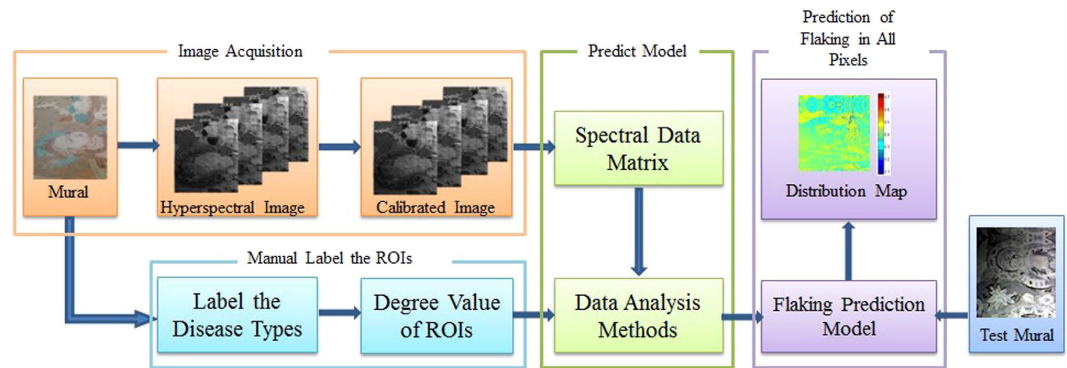 Image Acquisition
Mural
Hyperspectral Image
Calibrated Image
Manual Label the ROIs
Label the
Disease Types
Degree Value
of ROIs
Predict Model
Spectral Data
Matrix
Data Analysis
Methods
Prediction of
Flaking in All
Pixels
Distribution Map
Flaking Prediction
Model
Test Mural